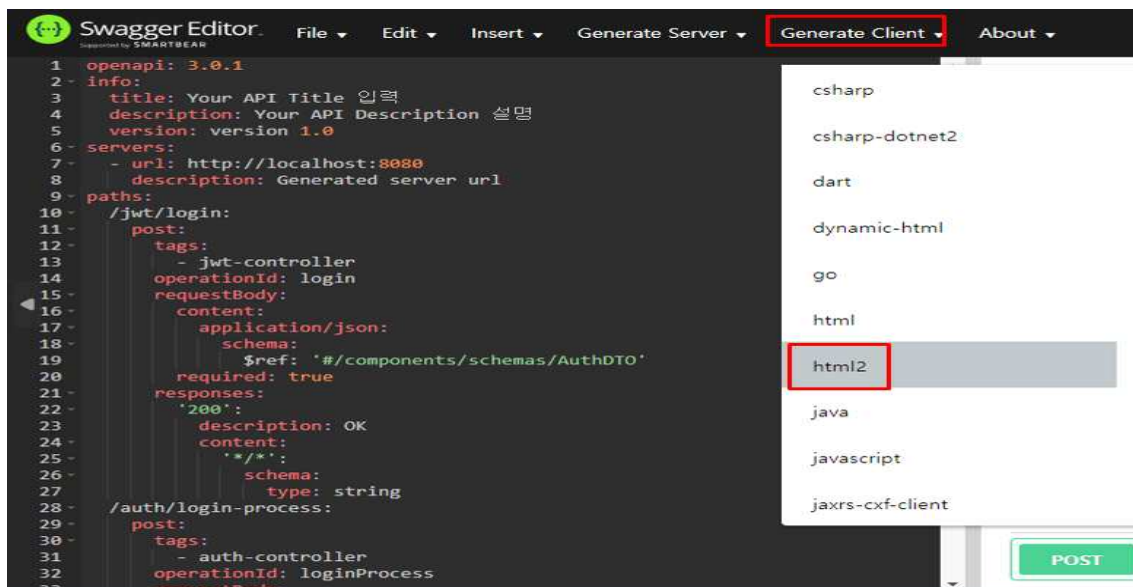 Swagger Editor.
Supported by SMARTBEAR
File
Edit
Insert
Generate Server
Generate Client
About
1 openapi: 3.0.1
2 info:
3 title: Your API Title 입력
4 description: Your API Description 설명
5 version: version 1.0
6 servers:
7 - url: http://localhost:8080
8 description: Generated server url
9 paths:
10 /jwt/login:
11 post:
12 tags:
13 - jwt-controller
14 operationId: login
15 requestBody:
16 content:
17 application/json:
18 schema:
19 $ref: '#/components/schemas/AuthDTO'
20 required: true
21 responses:
22 '200':
23 description: OK
24 content:
25 '*/*':
26 schema:
27 type: string
28 /auth/login-process:
29 post:
30 tags:
31 - auth-controller
32 operationId: loginProcess
csharp
csharp-dotnet2
dart
dynamic-html
go
html
html2
java
javascript
jaxrs-cxf-client
POST